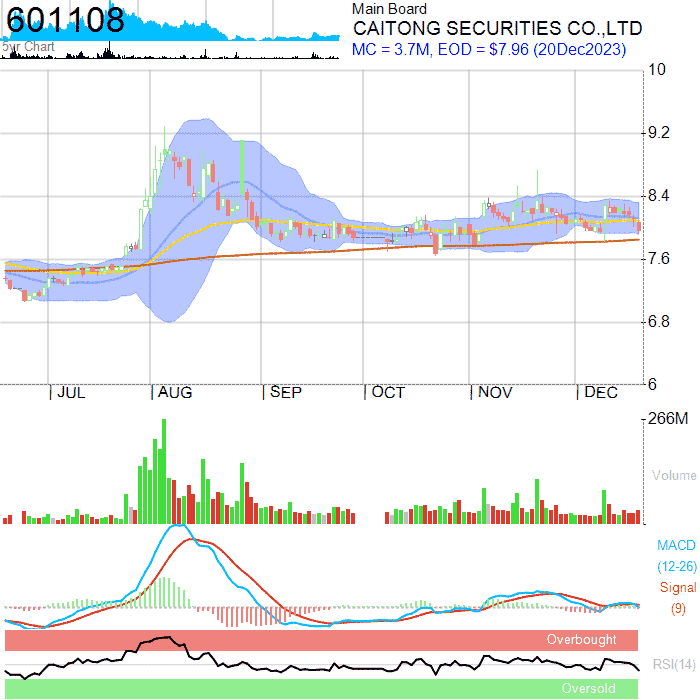 601108
5yr Chart
Main Board
CAITONG SECURITIES CO.,LTD
MC = 3.7M, EOD = $7.96 (20Dec2023)
10
9.2
8.4
7.6
6.8
6
JUL
AUG
SEP
OCT
NOV
DEC
266M
Volume
MACD
(12-26)
Signal
(9)
Overbought
RSI(14)
Oversold